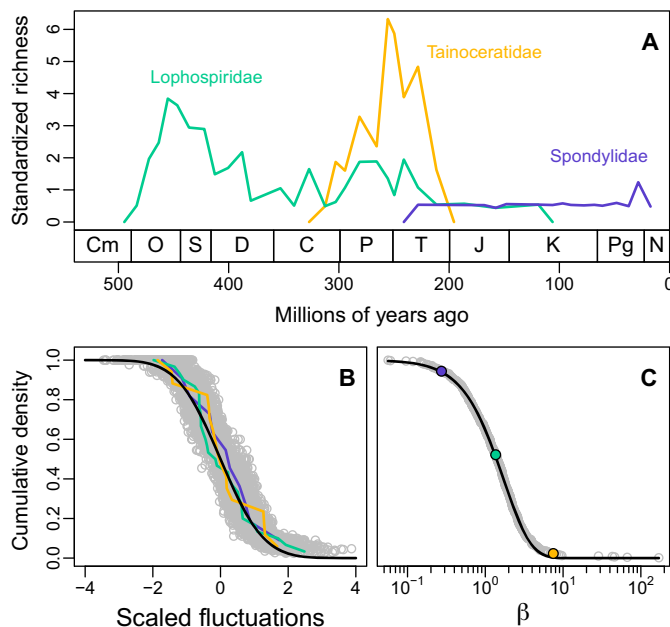 A
Standardized richness
6
5
4
3
2
1
0
Lophospiridae
Tainoceratidae
Spondylidae
Cm O S D C P T J K Pg N
500 400 300 200 100 0
Millions of years ago
B
Cumulative density
1.0
0.8
0.6
0.4
0.2
0.0
−4 −2 0 2 4
Scaled fluctuations
C
10⁻¹ 10⁰ 10¹ 10²
β